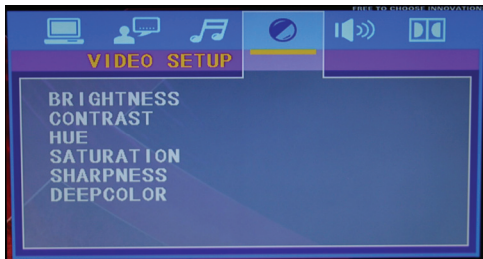 FREE TO CHOOSE INNOVATION
VIDEO SETUP
BRIGHTNESS
CONTRAST
HUE
SATURATION
SHARPNESS
DEEPCOLOR